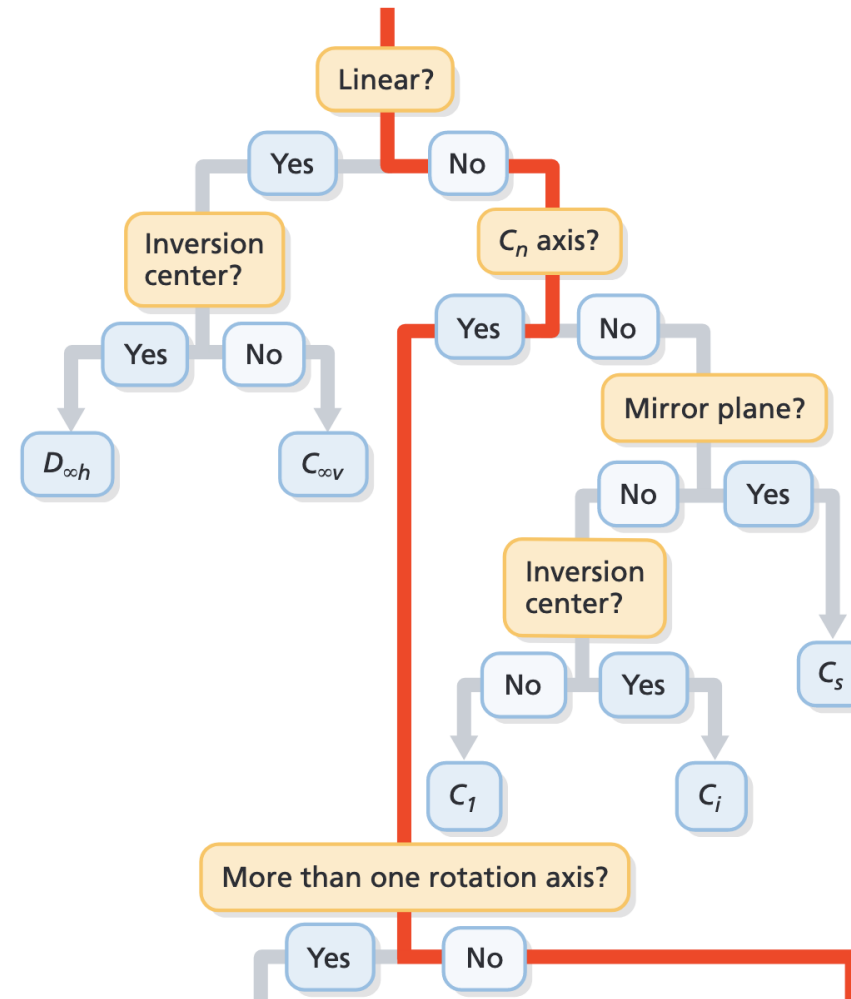 Linear?
Yes
No
Inversion
center?
Cₙ axis?
Yes
No
Yes
No
Mirror plane?
D∞h
C∞v
No
Yes
Inversion
center?
No
Yes
Cs
C1
Ci
More than one rotation axis?
Yes
No